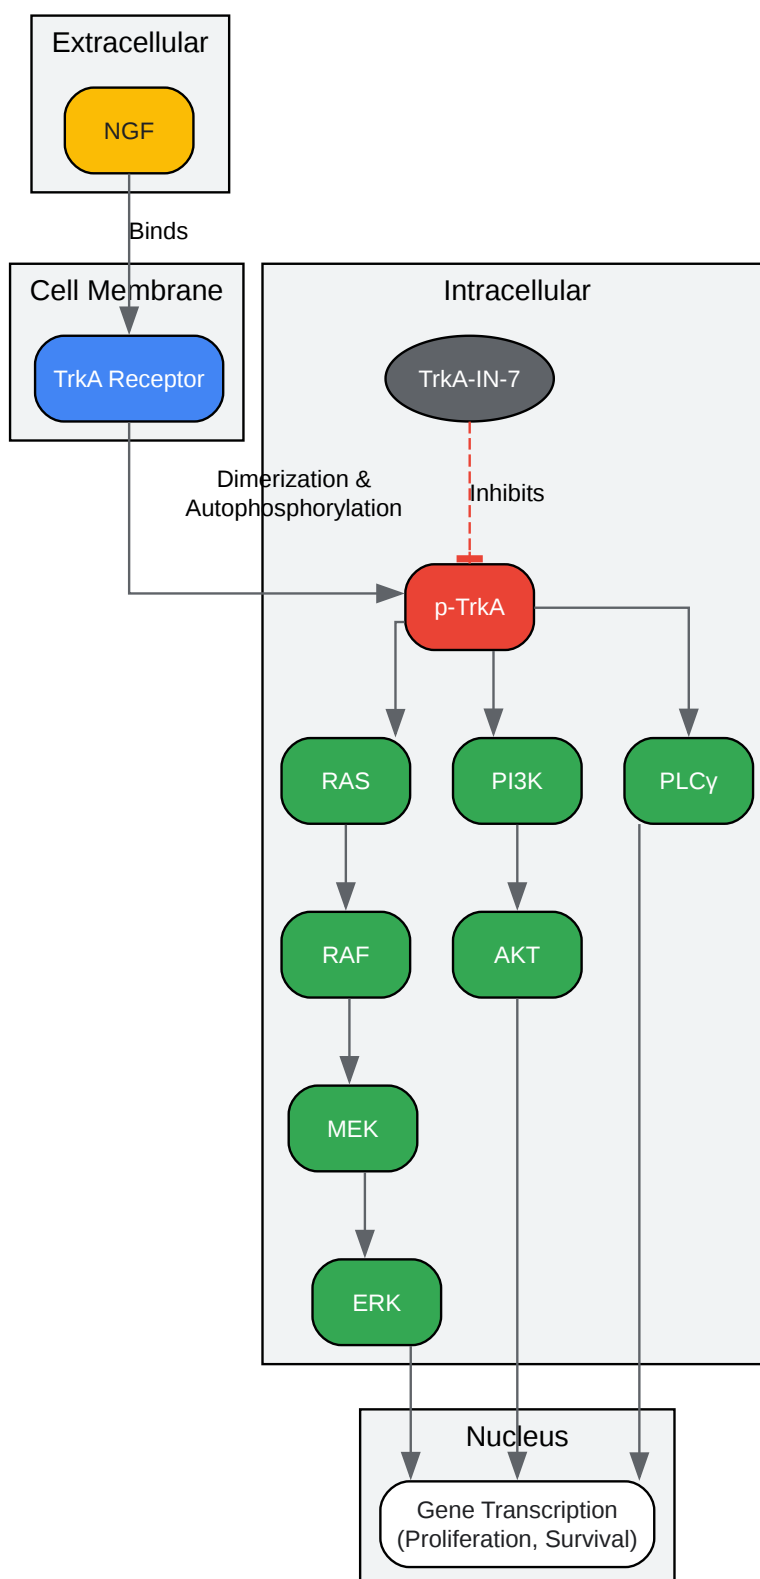 Extracellular
NGF
Binds
Cell Membrane
TrkA Receptor
Intracellular
TrkA-IN-7
Dimerization &
Autophosphorylation
Inhibits
p-TrkA
RAS
PI3K
PLCγ
RAF
AKT
MEK
ERK
Nucleus
Gene Transcription
(Proliferation, Survival)